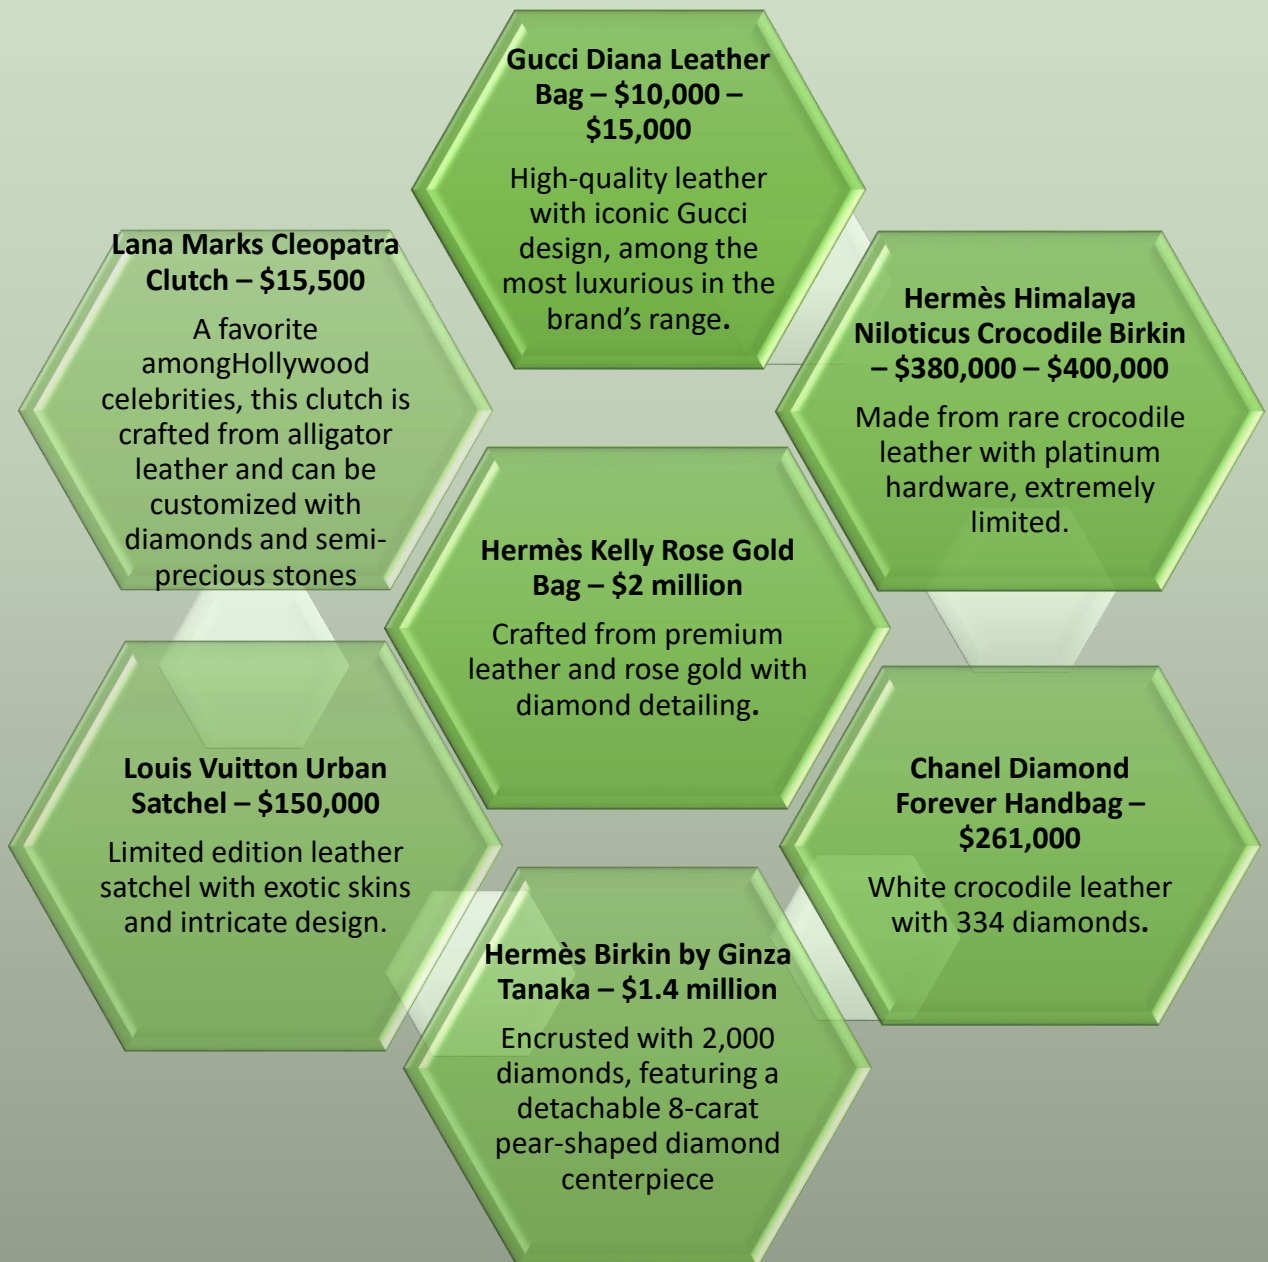 Gucci Diana Leather
Bag – $10,000 –
$15,000
High-quality leather
with iconic Gucci
design, among the
most luxurious in the
brand’s range.
Lana Marks Cleopatra
Clutch – $15,500
A favorite
amongHollywood
celebrities, this clutch is
crafted from alligator
leather and can be
customized with
diamonds and semi-
precious stones
Hermès Himalaya
Niloticus Crocodile Birkin
– $380,000 – $400,000
Made from rare crocodile
leather with platinum
hardware, extremely
limited.
Hermès Kelly Rose Gold
Bag – $2 million
Crafted from premium
leather and rose gold with
diamond detailing.
Louis Vuitton Urban
Satchel – $150,000
Limited edition leather
satchel with exotic skins
and intricate design.
Chanel Diamond
Forever Handbag –
$261,000
White crocodile leather
with 334 diamonds.
Hermès Birkin by Ginza
Tanaka – $1.4 million
Encrusted with 2,000
diamonds, featuring a
detachable 8-carat
pear-shaped diamond
centerpiece